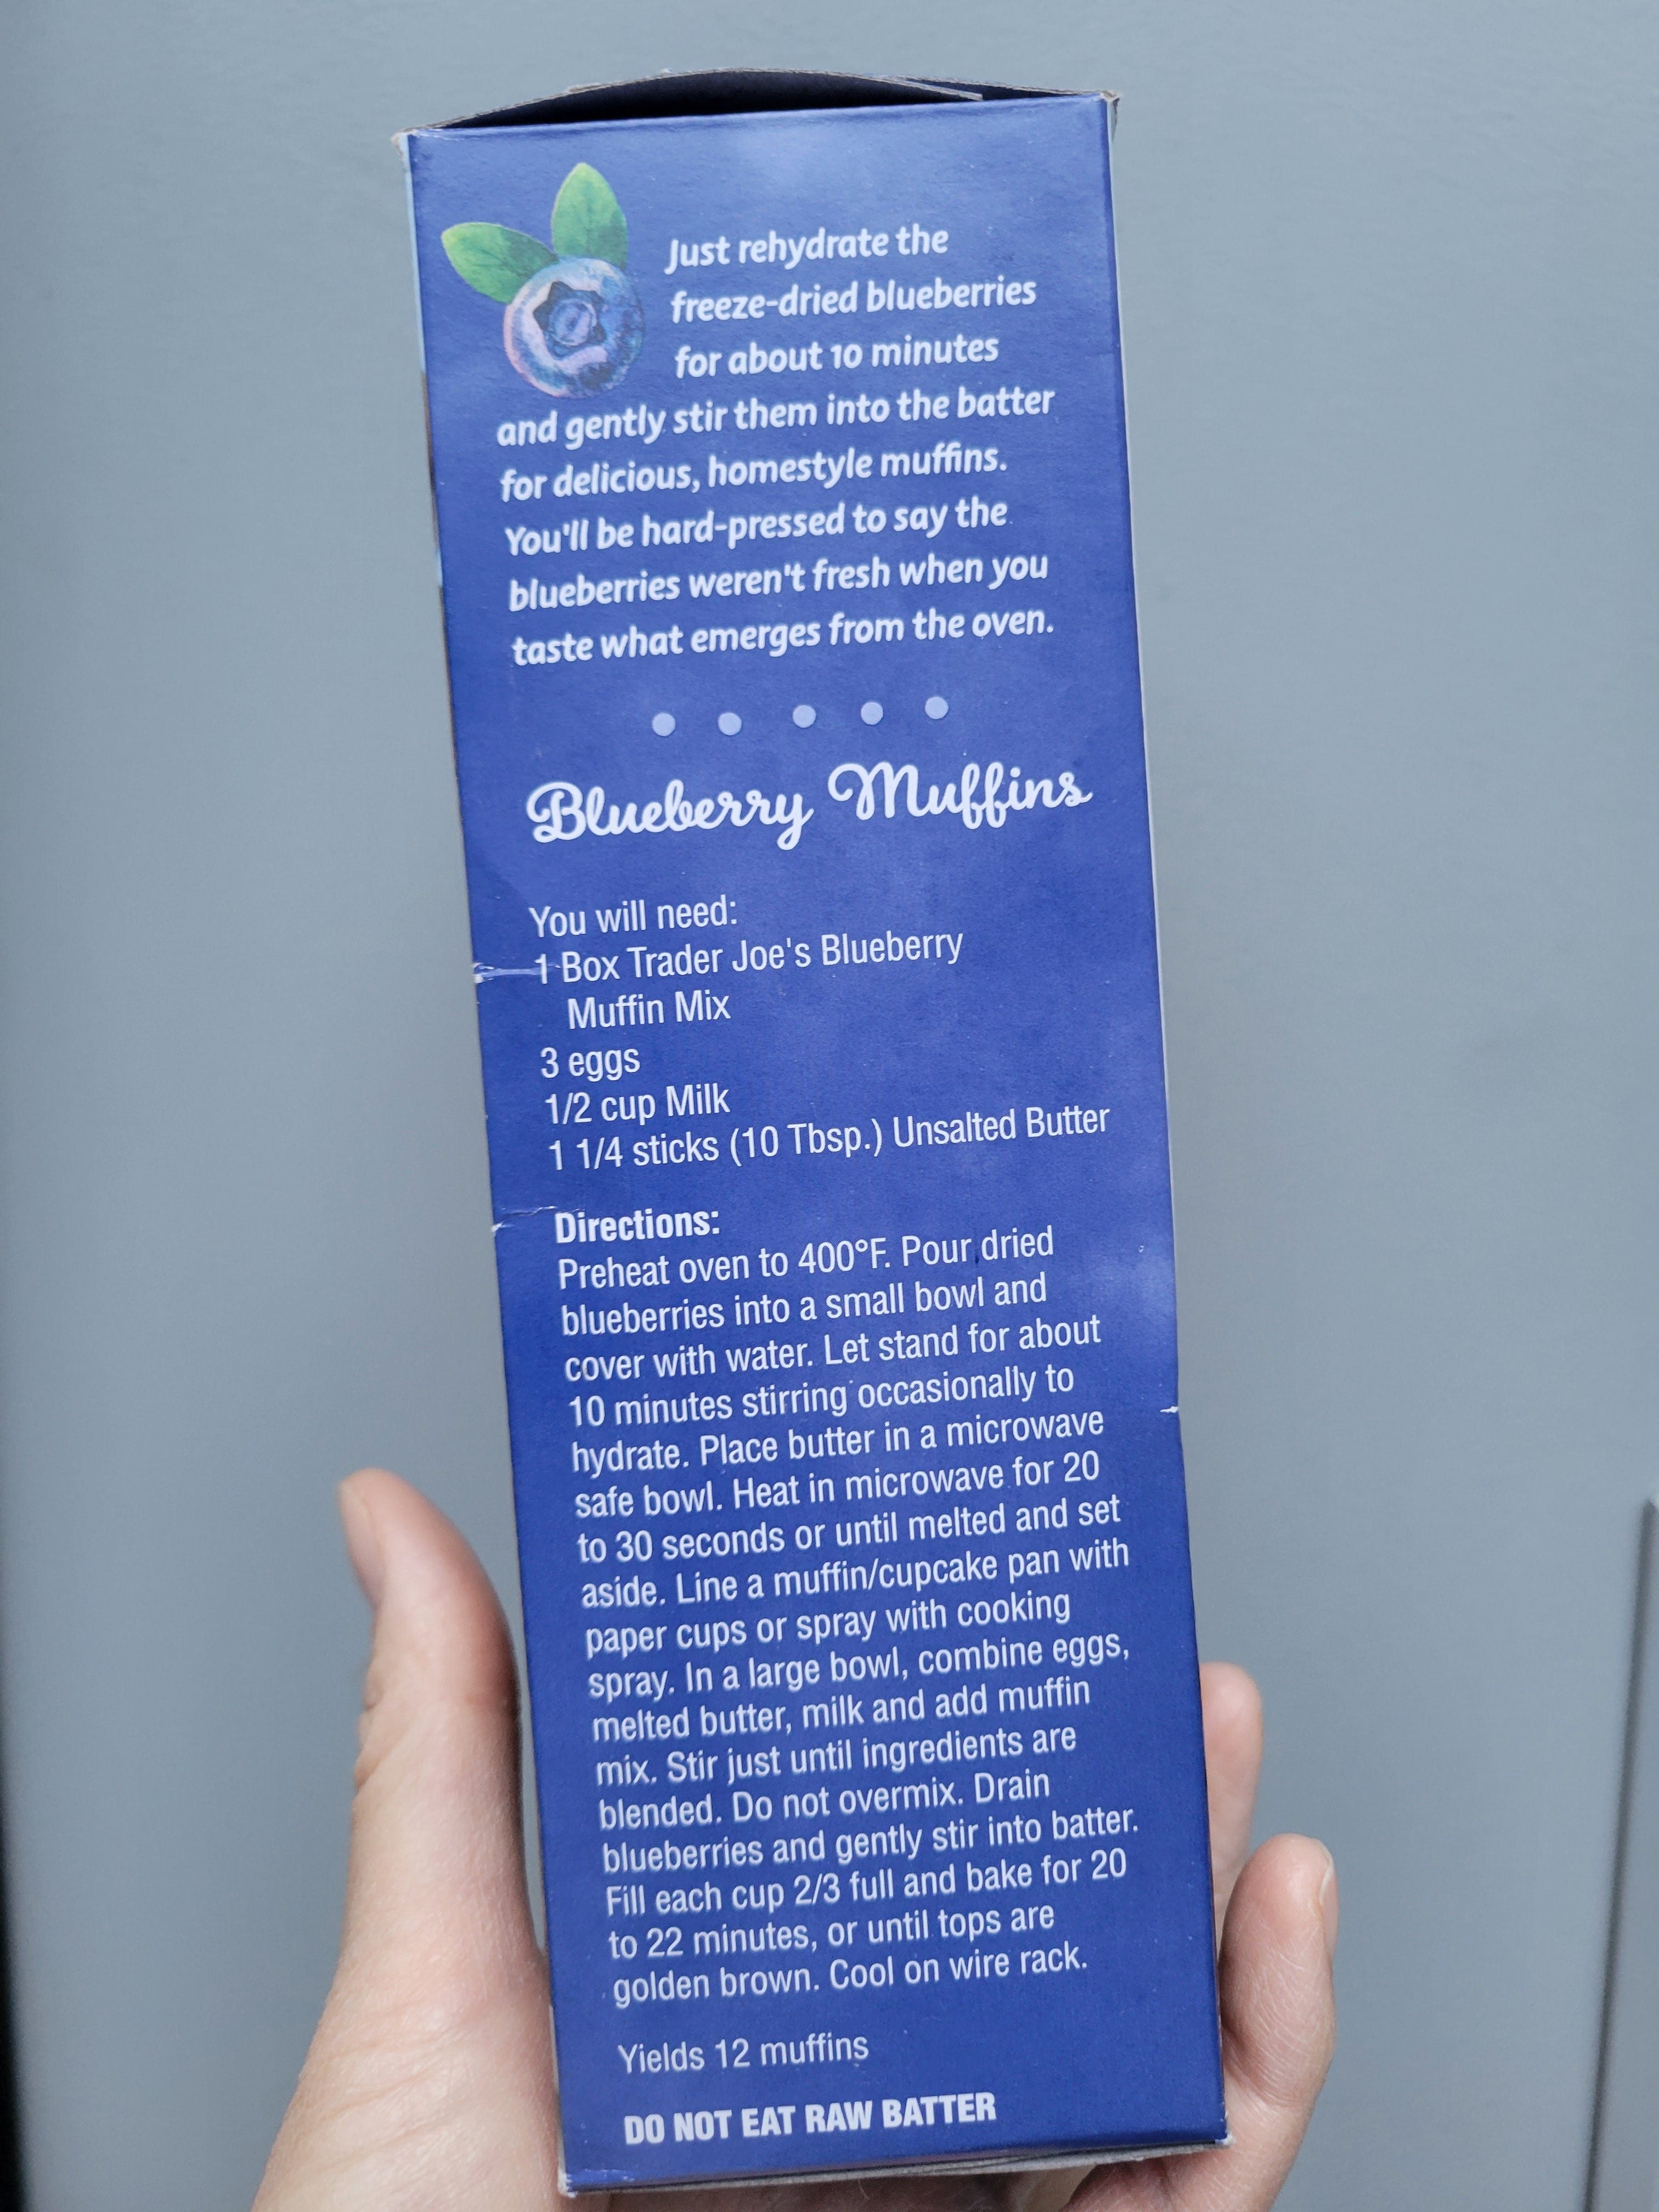 Just rehydrate the
freeze-dried blueberries
for about 10 minutes
and gently stir them into the batter
for delicious, homestyle muffins.
You'll be hard-pressed to say the
blueberries weren't fresh when you
taste what emerges from the oven.
Blueberry Muffins
You will need:
1 Box Trader Joe's Blueberry
Muffin Mix
3 eggs
1/2 cup Milk
1 1/4 sticks (10 Tbsp.) Unsalted Butter
Directions:
Preheat oven to 400°F. Pour dried
blueberries into a small bowl and
cover with water. Let stand for about
10 minutes stirring occasionally to
hydrate. Place butter in a microwave
safe bowl. Heat in microwave for 20
to 30 seconds or until melted and set
aside. Line a muffin/cupcake pan with
paper cups or spray with cooking
spray. In a large bowl, combine eggs,
melted butter, milk and add muffin
mix. Stir just until ingredients are
blended. Do not overmix. Drain
blueberries and gently stir into batter.
Fill each cup 2/3 full and bake for 20
to 22 minutes, or until tops are
golden brown. Cool on wire rack.
Yields 12 muffins
DO NOT EAT RAW BATTER